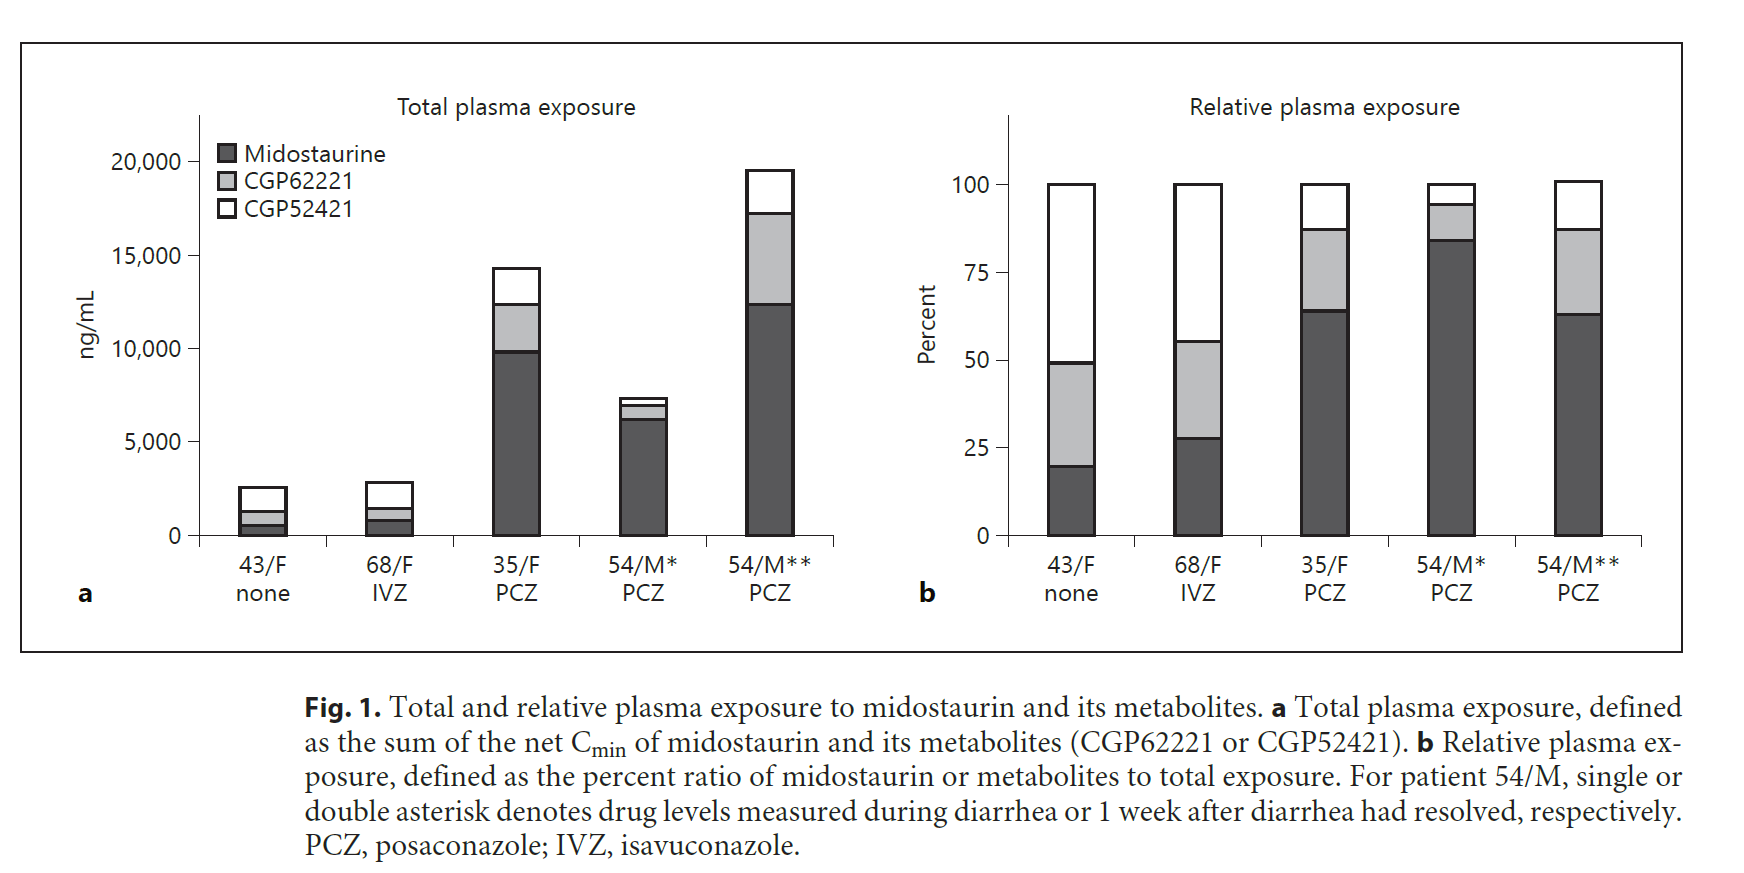 Total plasma exposure
Midostaurine
CGP62221
CGP52421
20,000
15,000
10,000
5,000
0
ng/mL
43/F 68/F 35/F 54/M* 54/M**
none IVZ PCZ PCZ PCZ
a
Relative plasma exposure
100
75
50
25
0
Percent
43/F 68/F 35/F 54/M* 54/M**
none IVZ PCZ PCZ PCZ
b
Fig. 1. Total and relative plasma exposure to midostaurin and its metabolites. a Total plasma exposure, defined
as the sum of the net Cmin of midostaurin and its metabolites (CGP62221 or CGP52421). b Relative plasma ex-
posure, defined as the percent ratio of midostaurin or metabolites to total exposure. For patient 54/M, single or
double asterisk denotes drug levels measured during diarrhea or 1 week after diarrhea had resolved, respectively.
PCZ, posaconazole; IVZ, isavuconazole.